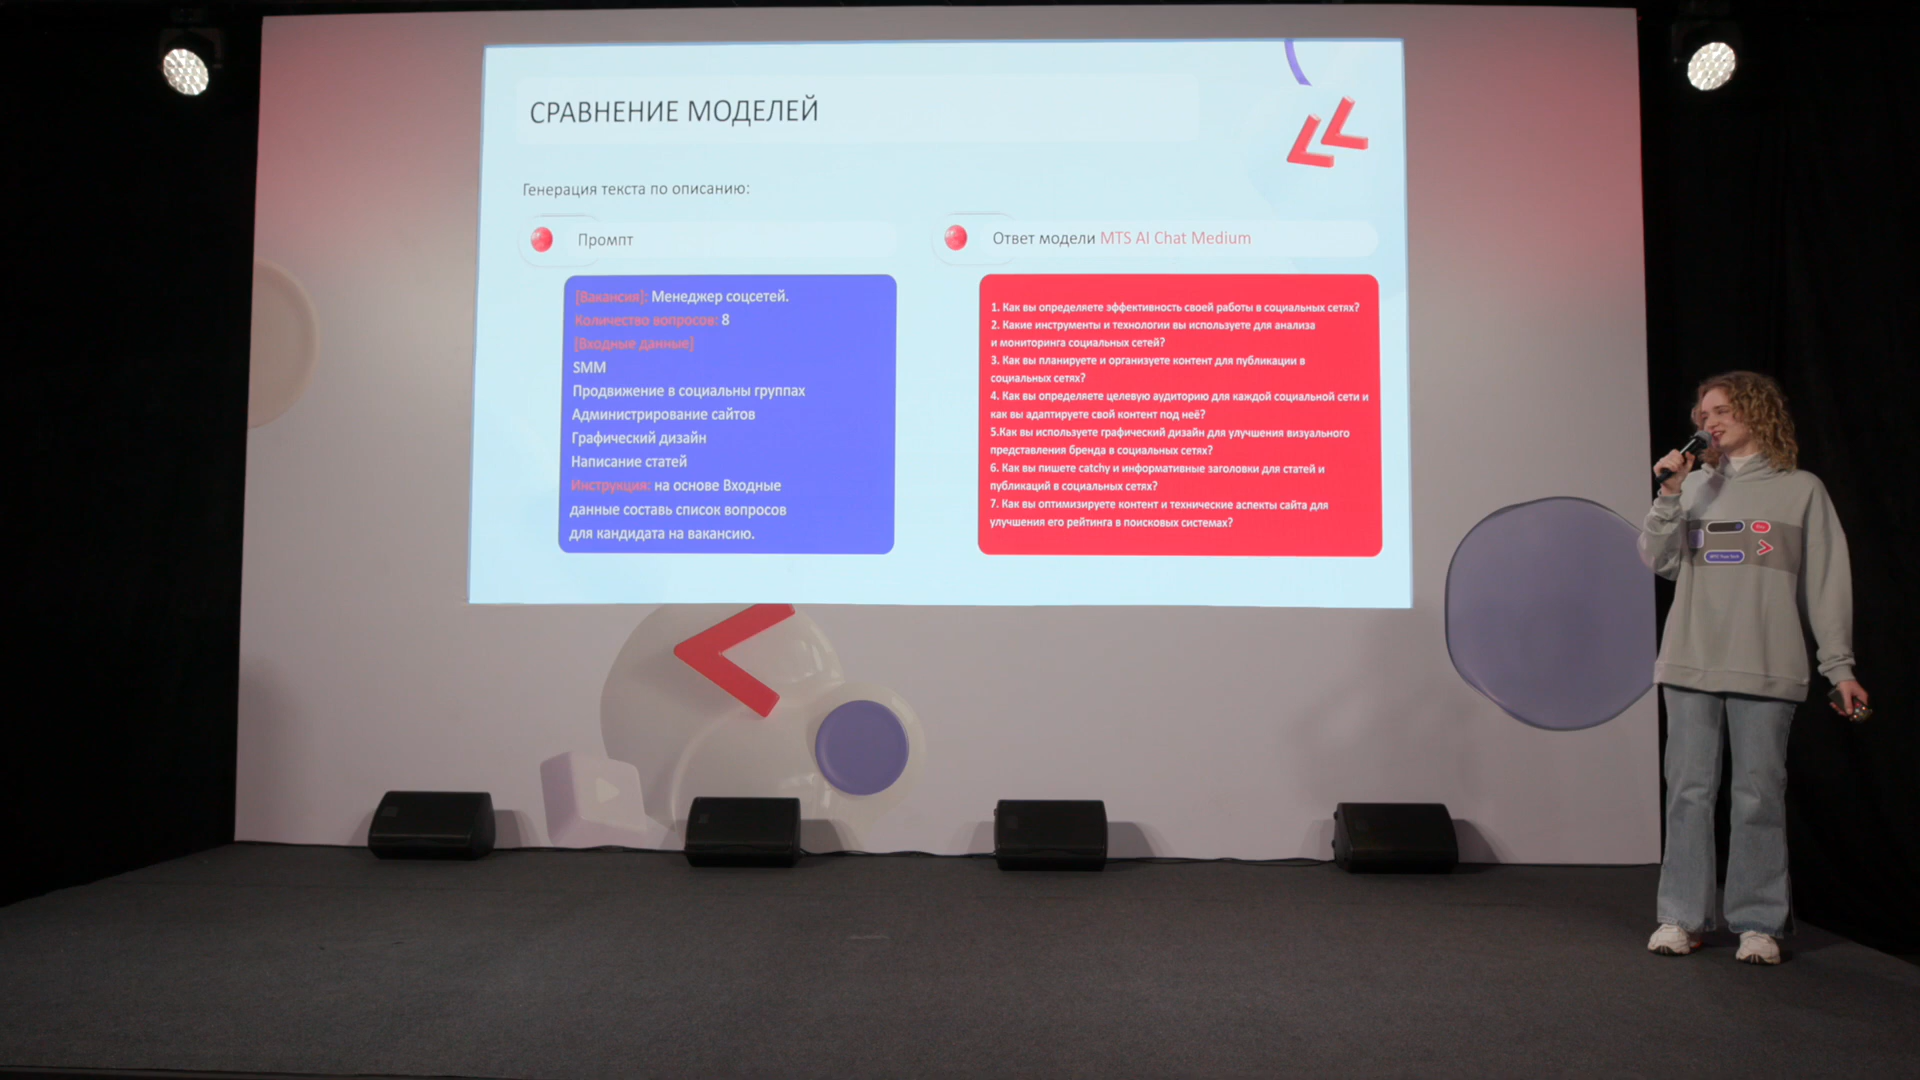 СРАВНЕНИЕ МОДЕЛЕЙ
Генерация текста по описанию:
Промпт
[Вакансия]: Менеджер соцсетей.
Количество вопросов: 8
[Входные данные]
SMM
Продвижение в социальны группах
Администрирование сайтов
Графический дизайн
Написание статей
Инструкция: на основе Входные
данные составь список вопросов
для кандидата на вакансию.
Ответ модели MTS AI Chat Medium
1. Как вы определяете эффективность своей работы в социальных сетях?
2. Какие инструменты и технологии вы используете для анализа
и мониторинга социальных сетей?
3. Как вы планируете и организуете контент для публикации в
социальных сетях?
4. Как вы определяете целевую аудиторию для каждой социальной сети и
как вы адаптируете свой контент под неё?
5.Как вы используете графический дизайн для улучшения визуального
представления бренда в социальных сетях?
6. Как вы пишете catchy и информативные заголовки для статей и
публикаций в социальных сетях?
7. Как вы оптимизируете контент и технические аспекты сайта для
улучшения его рейтинга в поисковых системах?